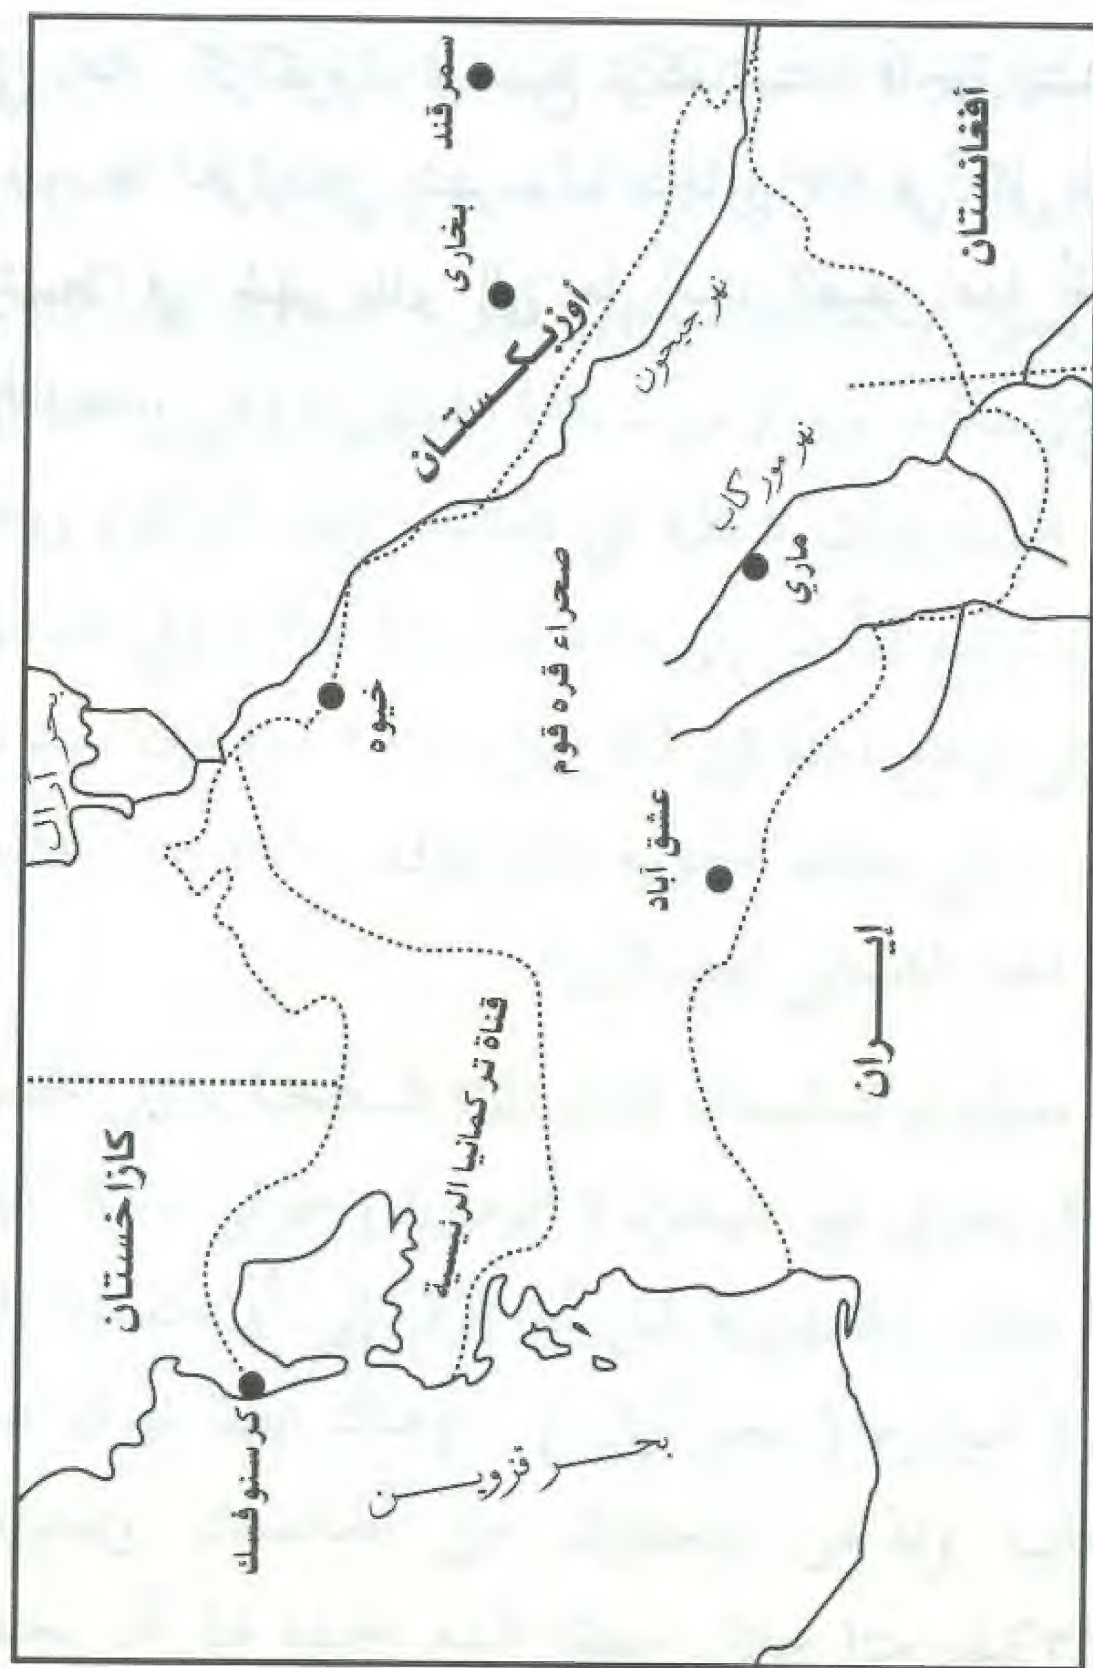 بحر آرال
سمرقند
بخارى
أوزبكستان
كازاخستان
خيوه
نهر جيحون
كرسنوفسك
قناة تركمانيا الرئيسية
صحراء قره قوم
نهر مورگاب
ماري
عشق آباد
بحر قزوين
أفغانستان
إيران